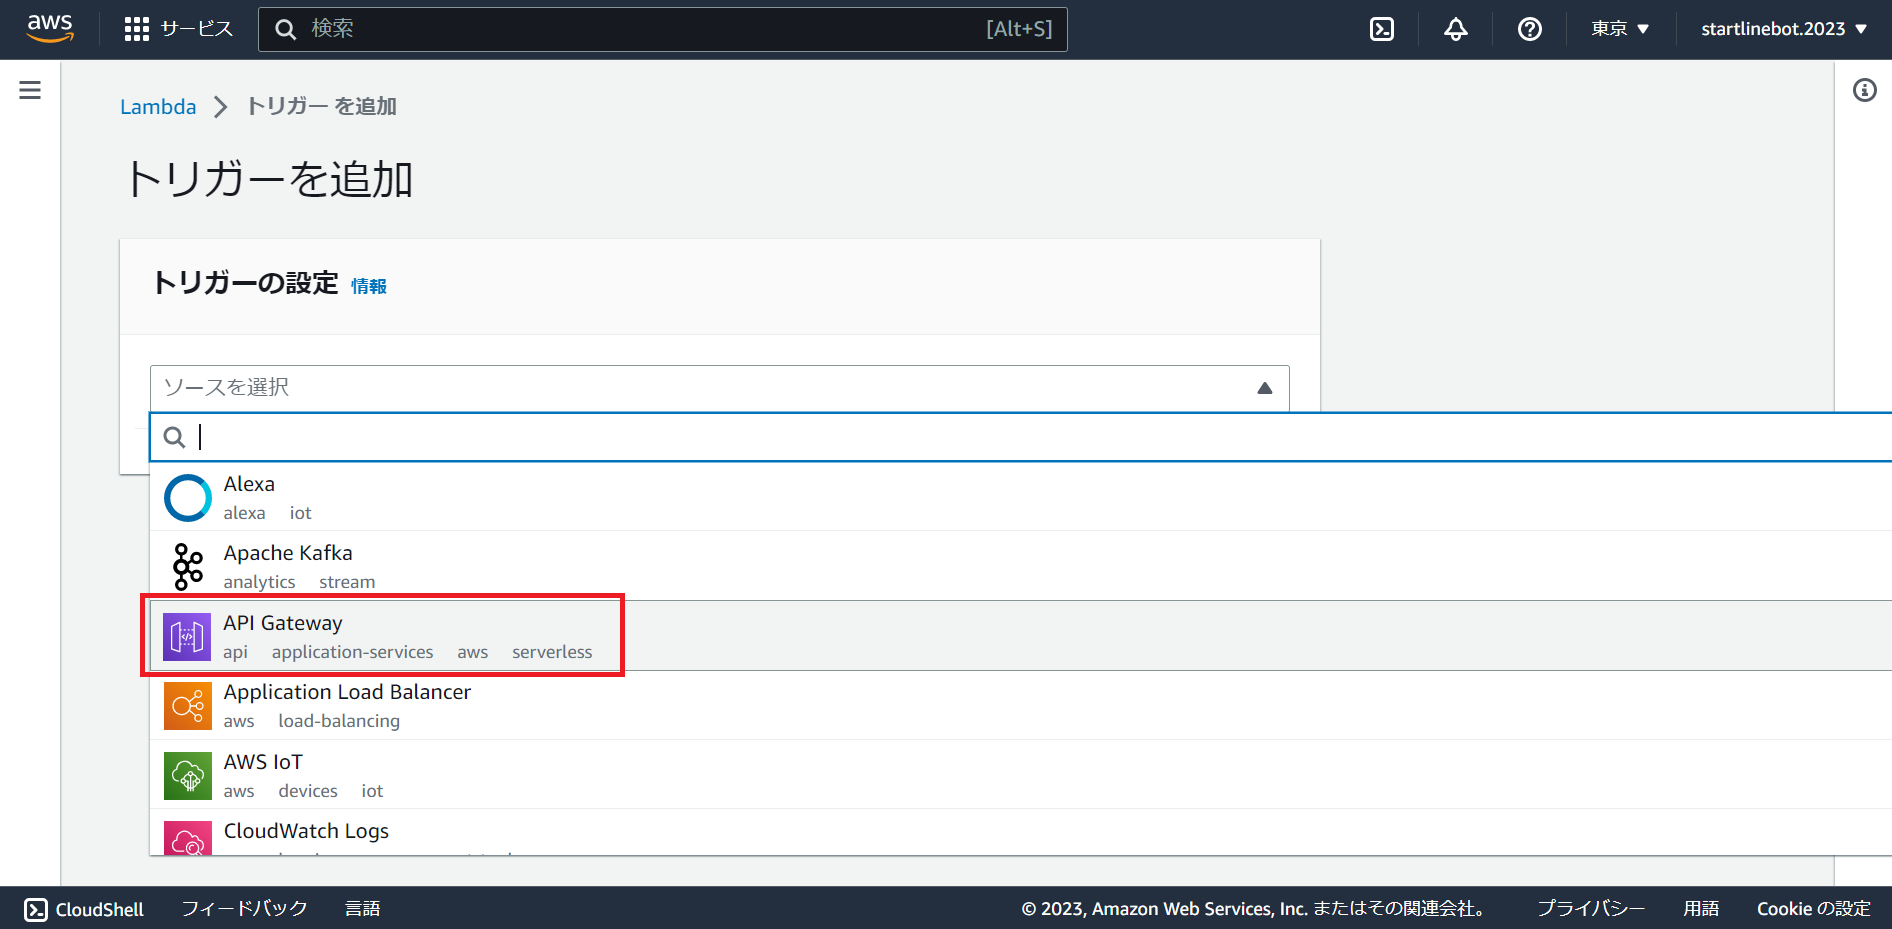 aws サービス 検索 [Alt+S] 東京 startlinebot.2023
Lambda トリガー を追加
トリガーを追加
トリガーの設定 情報
ソースを選択
Alexa
alexa iot
Apache Kafka
analytics stream
API Gateway
api application-services aws serverless
Application Load Balancer
aws load-balancing
AWS IoT
aws devices iot
CloudWatch Logs
CloudShell フィードバック 言語 © 2023, Amazon Web Services, Inc. またはその関連会社。 プライバシー 用語 Cookie の設定